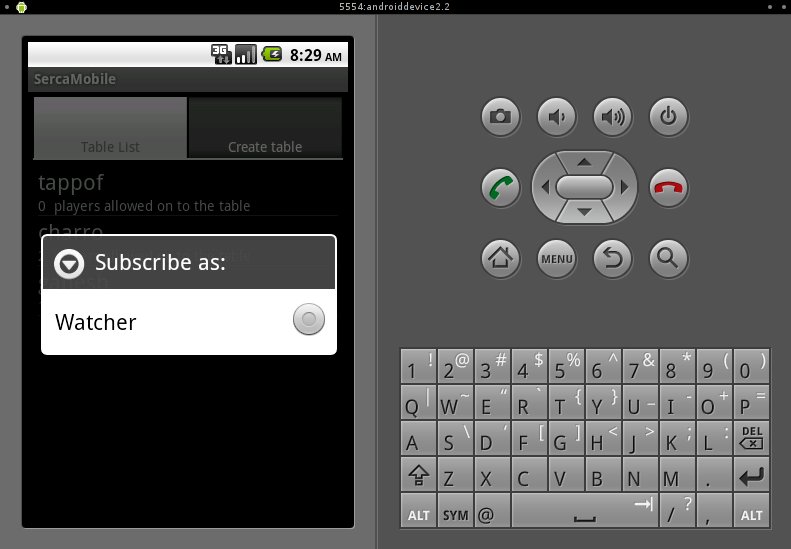 5554:androiddevice2.2
3G 8:29 AM
SercaMobile
Table List Create table
tappof
0 players allowed on to the table
charro
Subscribe as:
Watcher
MENU
1 ! 2 @ 3 # 4 $ 5 % 6 ^ 7 & 8 * 9 ( 0 )
Q | W ~ E “ R ` T { Y } U _ I - O + P =
A S \ D ‘ F [ G ] H < J > K ; L : DEL
Z X C V B N M .
ALT SYM @ / ? , ALT